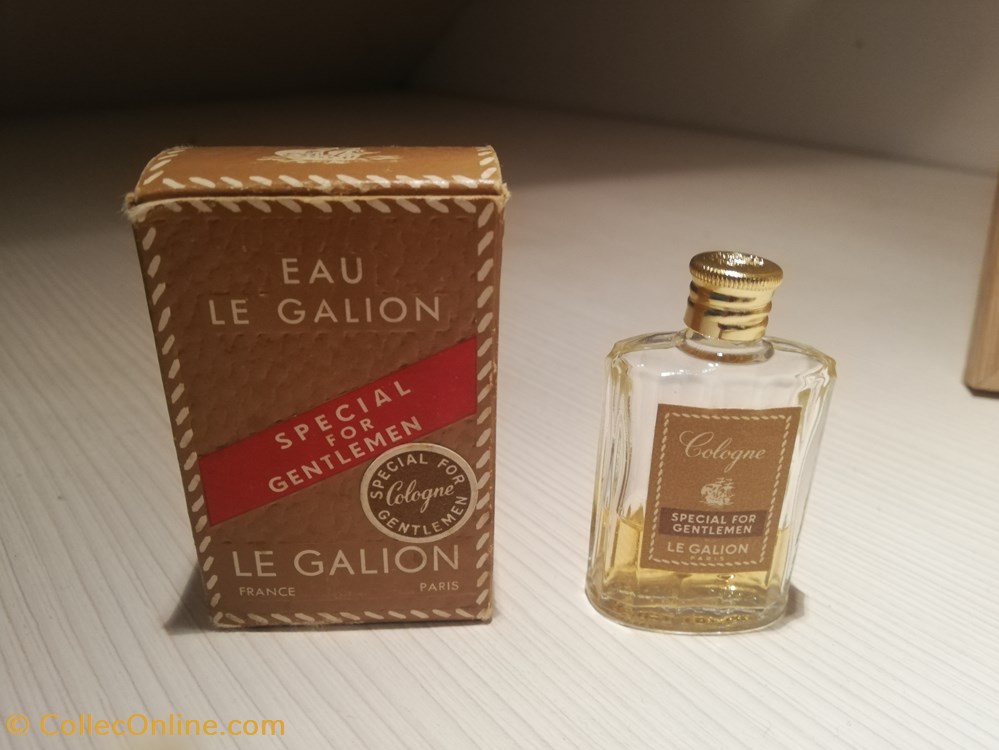 EAU
LE GALION
SPECIAL
FOR
GENTLEMEN
SPECIAL FOR
Cologne
GENTLEMEN
LE GALION
FRANCE PARIS
Cologne
SPECIAL FOR
GENTLEMEN
LE GALION
PARIS
© CollecOnline.com